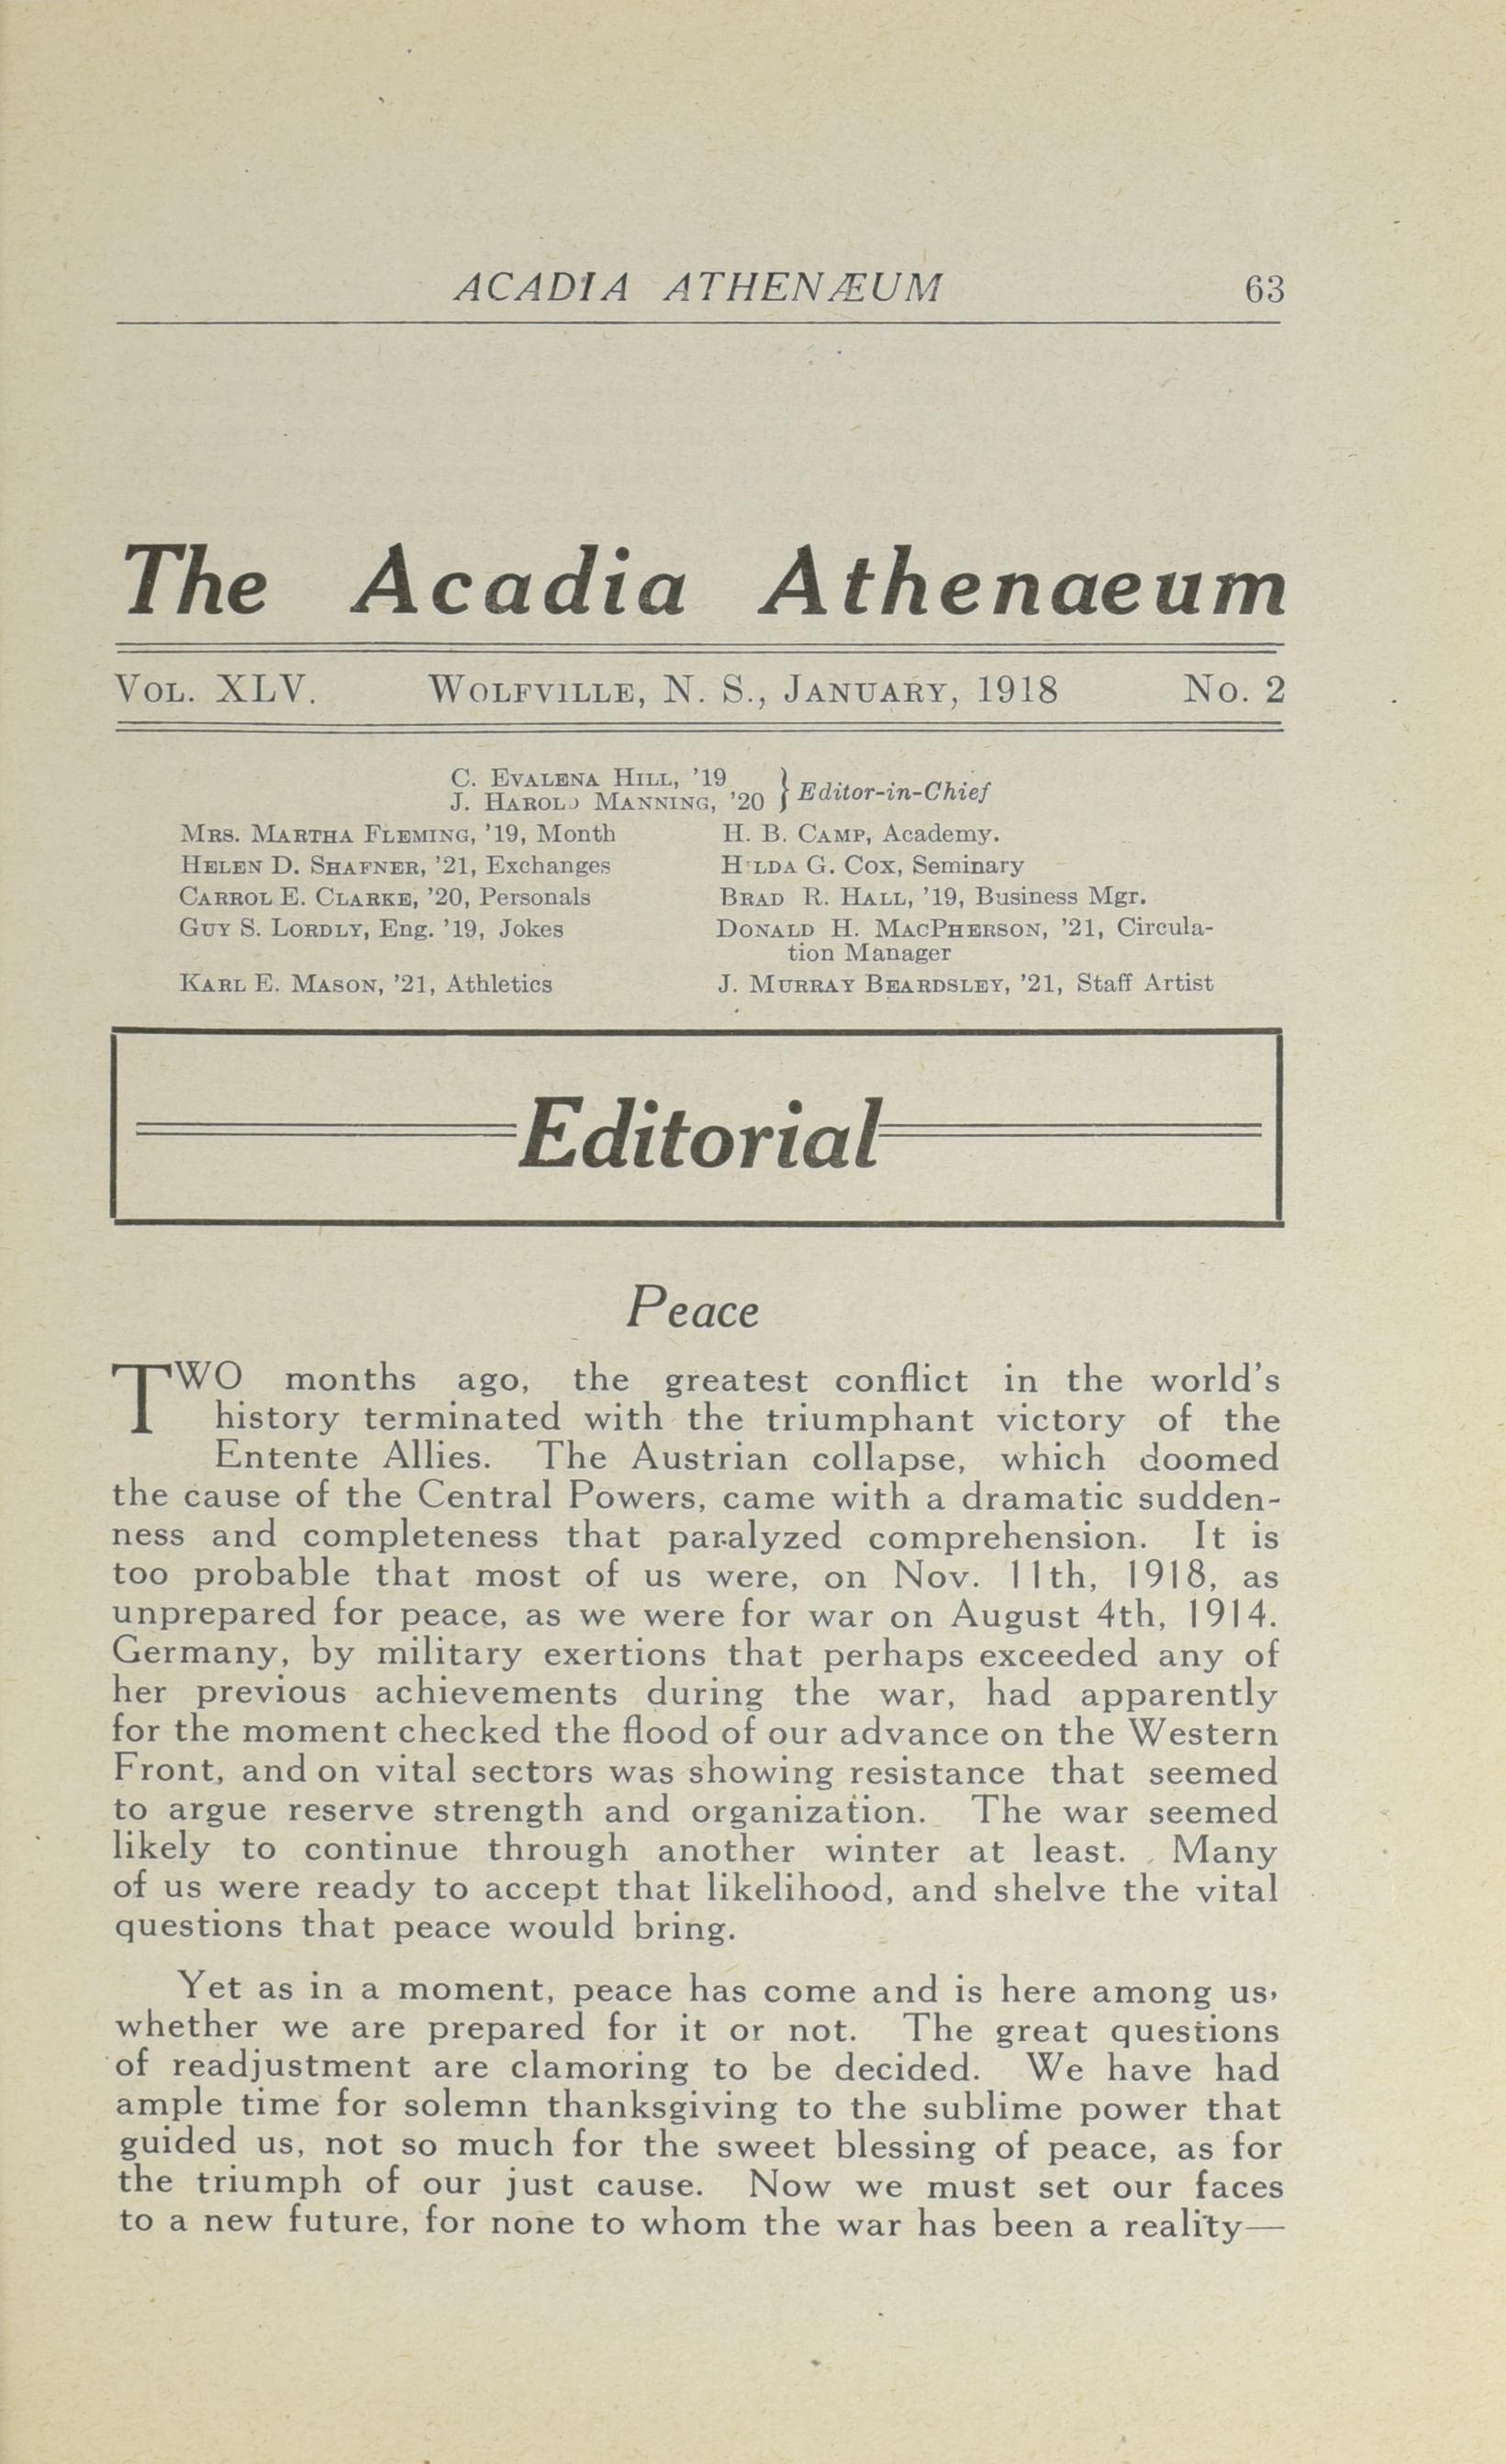 ACADIA ATHENÆUM 63
The Acadia Athenaeum
VOL. XLV. WOLFVILLE, N. S., JANUARY, 1918 No. 2
C. EVALENA HILL, '19
J. HAROLD MANNING, '20 } Editor-in-Chief
MRS. MARTHA FLEMING, '19, Month H. B. CAMP, Academy.
HELEN D. SHAFNER, '21, Exchanges HILDA G. COX, Seminary
CARROL E. CLARKE, '20, Personals BRAD R. HALL, '19, Business Mgr.
GUY S. LORDLY, Eng. '19, Jokes DONALD H. MACPHERSON, '21, Circula-
tion Manager
KARL E. MASON, '21, Athletics J. MURRAY BEARDSLEY, '21, Staff Artist
Editorial
Peace
TWO months ago, the greatest conflict in the world's
history terminated with the triumphant victory of the
Entente Allies. The Austrian collapse, which doomed
the cause of the Central Powers, came with a dramatic sudden-
ness and completeness that paralyzed comprehension. It is
too probable that most of us were, on Nov. 11th, 1918, as
unprepared for peace, as we were for war on August 4th, 1914.
Germany, by military exertions that perhaps exceeded any of
her previous achievements during the war, had apparently
for the moment checked the flood of our advance on the Western
Front, and on vital sectors was showing resistance that seemed
to argue reserve strength and organization. The war seemed
likely to continue through another winter at least. Many
of us were ready to accept that likelihood, and shelve the vital
questions that peace would bring.
Yet as in a moment, peace has come and is here among us,
whether we are prepared for it or not. The great questions
of readjustment are clamoring to be decided. We have had
ample time for solemn thanksgiving to the sublime power that
guided us, not so much for the sweet blessing of peace, as for
the triumph of our just cause. Now we must set our faces
to a new future, for none to whom the war has been a reality—